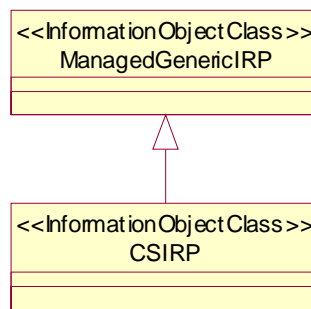 <<InformationObjectClass>>
ManagedGenericIRP
<<InformationObjectClass>>
CSIRP